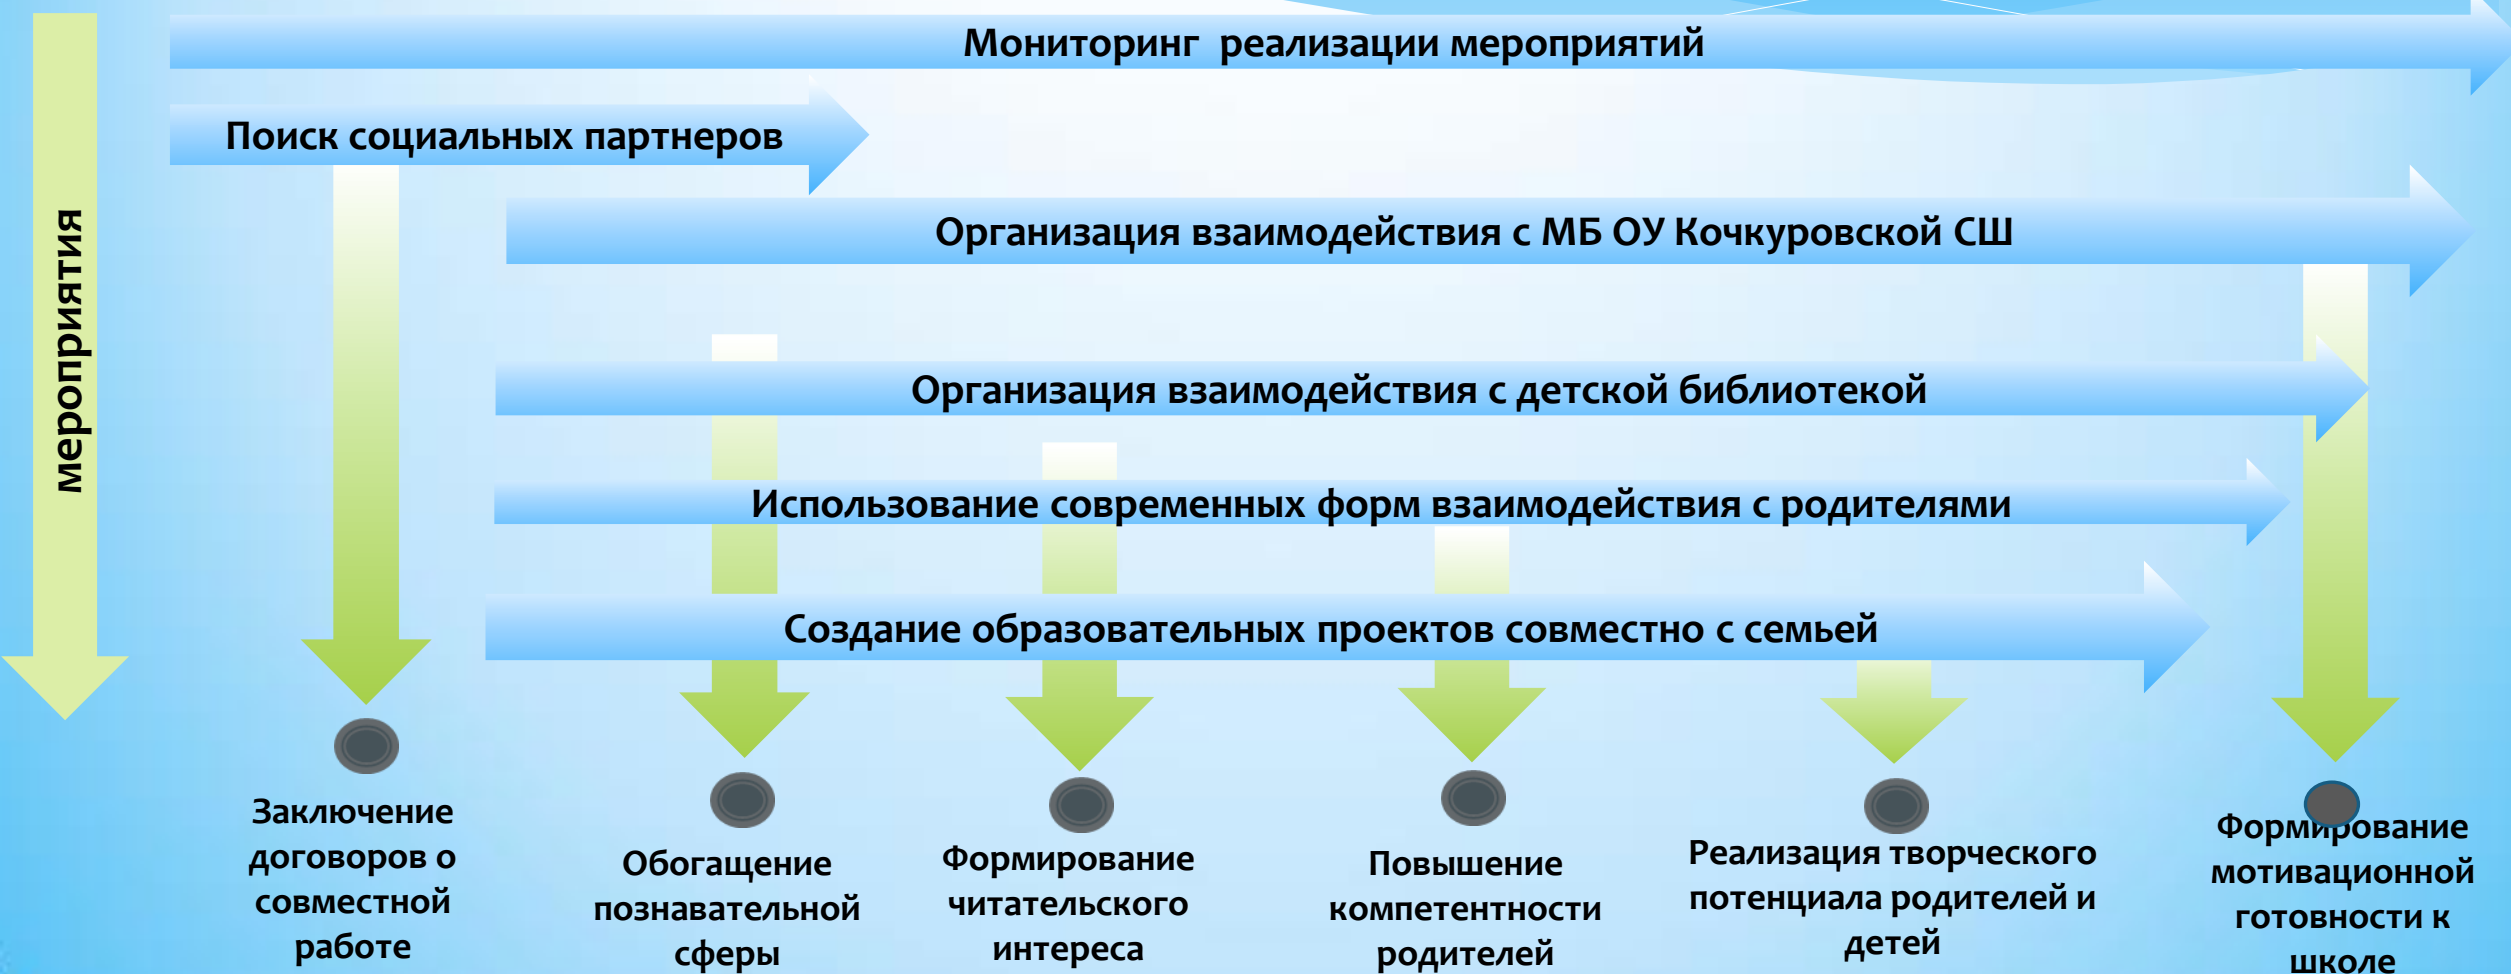 Мониторинг реализации мероприятий
Поиск социальных партнеров
Организация взаимодействия с МБ ОУ Кочкуровской СШ
мероприятия
Организация взаимодействия с детской библиотекой
Использование современных форм взаимодействия с родителями
Создание образовательных проектов совместно с семьей
Заключение
договоров о
совместной
работе
Обогащение
познавательной
сферы
Формирование
читательского
интереса
Повышение
компетентности
родителей
Реализация творческого
потенциала родителей и
детей
Формирование
мотивационной
готовности к
школе